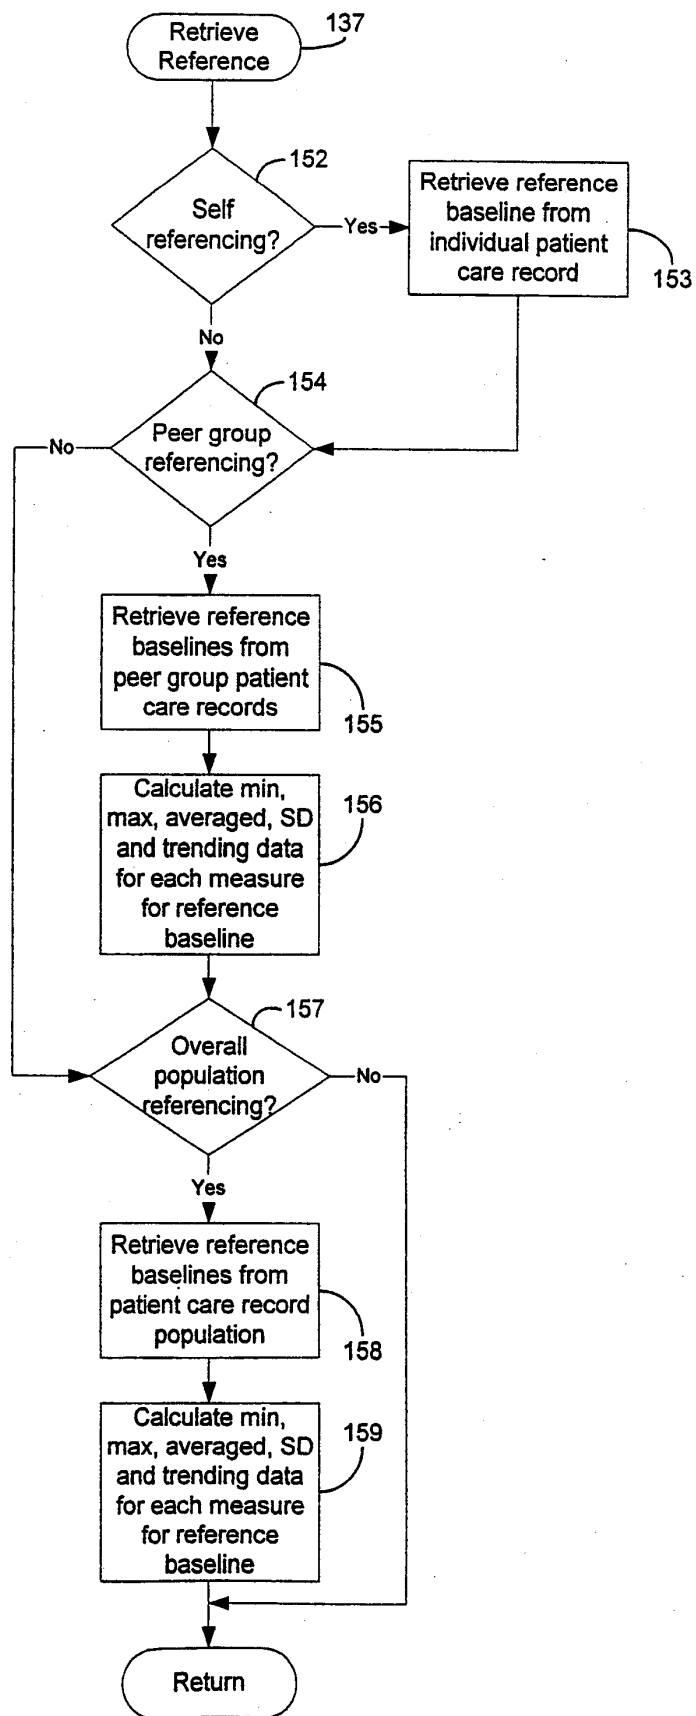 Retrieve
Reference
137
152
Self
referencing?
Yes
Retrieve reference
baseline from
individual patient
care record
153
No
154
Peer group
referencing?
No
Yes
Retrieve reference
baselines from
peer group patient
care records
155
Calculate min,
max, averaged, SD
and trending data
for each measure
for reference
baseline
156
157
Overall
population
referencing?
No
Yes
Retrieve reference
baselines from
patient care record
population
158
Calculate min,
max, averaged, SD
and trending data
for each measure
for reference
baseline
159
Return